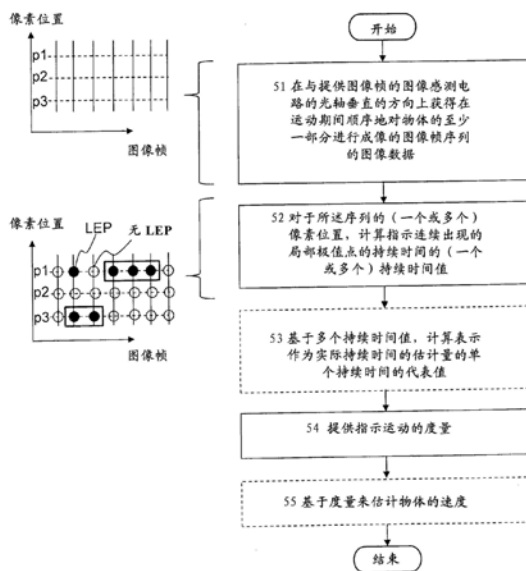 像素位置
p1
p2
p3
图像帧
像素位置
LEP
无 LEP
p1
p2
p3
图像帧
开始
51 在与提供图像帧的图像感测电
路的光轴垂直的方向上获得在
运动期间顺序地对物体的至少
一部分进行成像的图像帧序列
的图像数据
52 对于所述序列的（一个或多个）
像素位置，计算指示连续出现的
局部极值点的持续时间的（一个
或多个）持续时间值
53 基于多个持续时间值，计算表示
作为实际持续时间的估计量的单
个持续时间的代表值
54 提供指示运动的度量
55 基于度量来估计物体的速度
结束